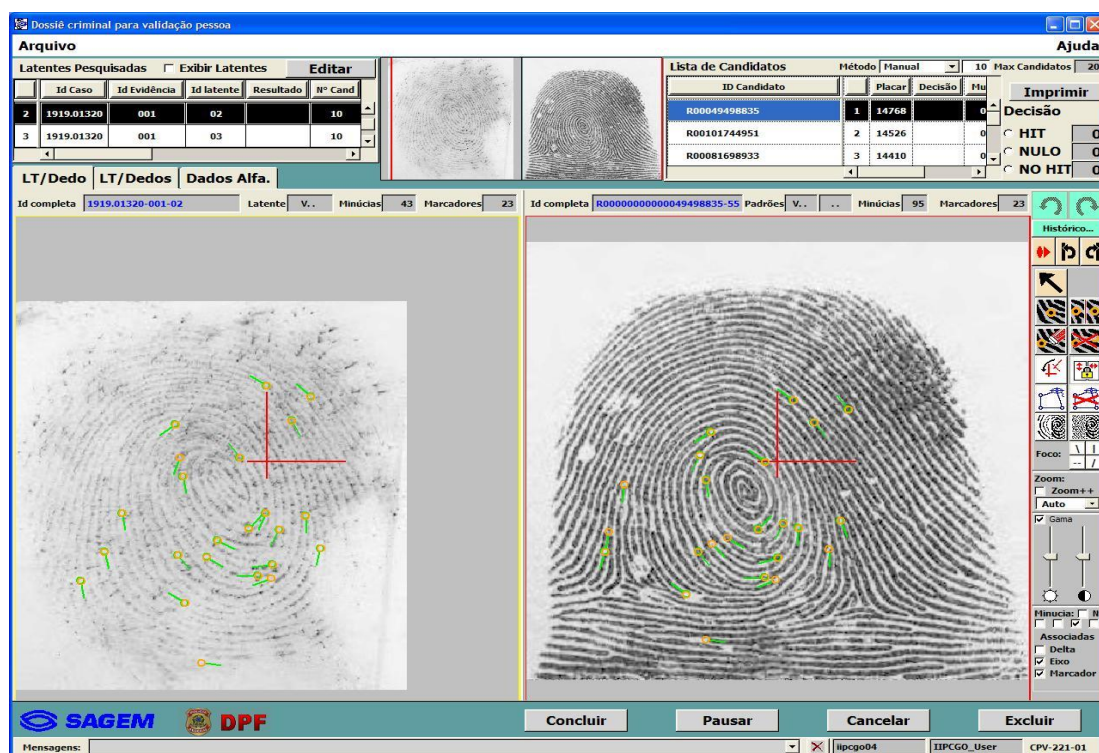 Dossiê criminal para validação pessoa
Arquivo Ajuda
Latentes Pesquisadas Exibir Latentes Editar
Id Caso Id Evidência Id latente Resultado Nº Cand
2 1919.01320 001 02 10
3 1919.01320 001 03 10
Lista de Candidatos Método Manual 10 Max Candidatos 20
ID Candidato Placar Decisão Mu
R00049498835 1 14768 0
R00101744951 2 14526 0
R00081698933 3 14410 0
Imprimir
Decisão
HIT 0
NULO 0
NO HIT 0
LT/Dedo LT/Dedos Dados Alfa.
Id completa 1919.01320-001-02 Latente V.. Minúcias 43 Marcadores 23
Id completa R00000000000049498835-55 Padrões V.. .. Minúcias 95 Marcadores 23
Histórico...
Foco: \ | -- /
Zoom:
Zoom++
Auto
Gama
Minucia: N
Associadas
Delta
Eixo
Marcador
SAGEM DPF Concluir Pausar Cancelar Excluir
Mensagens: iipcgo04 IIPCGO_User CPV-221-01